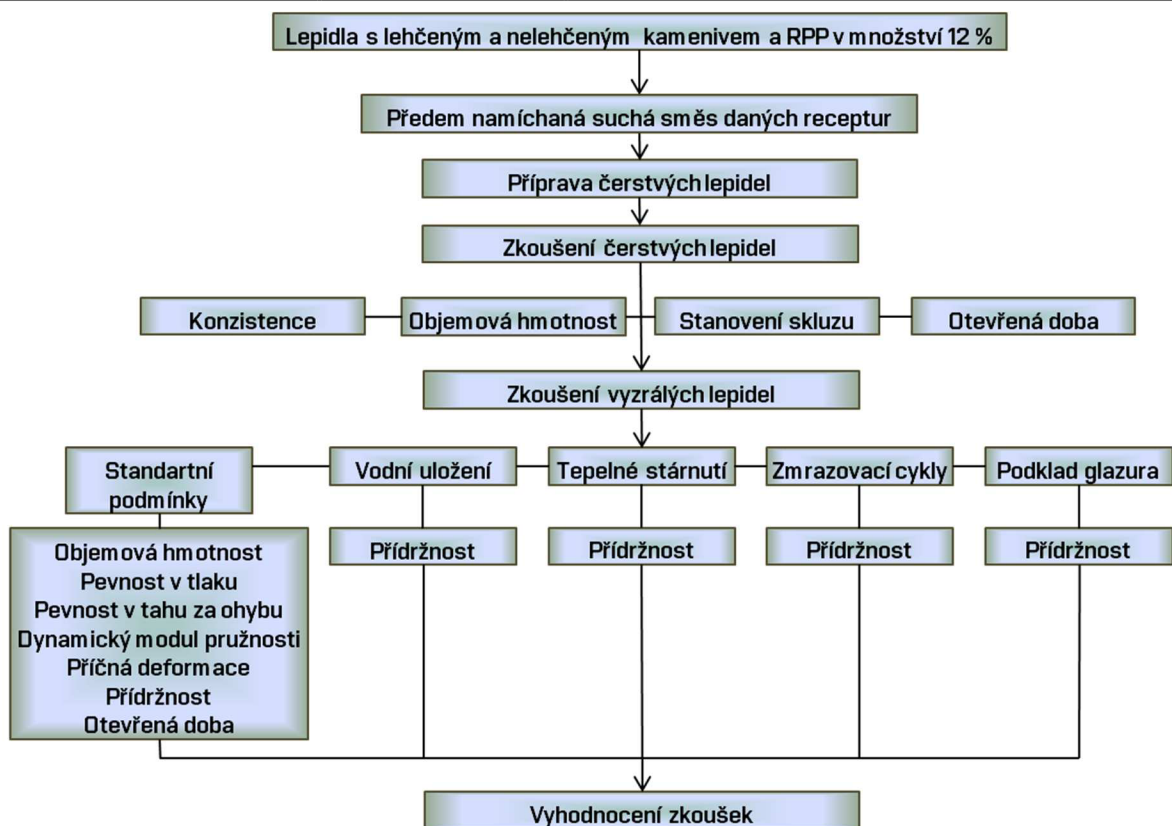 Lepidla s lehčeným a nelehčeným kamenivem a RPP v množství 12 %
Předem namíchaná suchá směs daných receptur
Příprava čerstvých lepidel
Zkoušení čerstvých lepidel
Konzistence
Objemová hmotnost
Stanovení skluzu
Otevřená doba
Zkoušení vyzrálých lepidel
Standartní
podmínky
Vodní uložení
Tepelné stárnutí
Zmrazovací cykly
Podklad glazura
Objemová hmotnost
Pevnost v tlaku
Pevnost v tahu za ohybu
Dynamický modul pružnosti
Příčná deformace
Přídržnost
Otevřená doba
Přídržnost
Přídržnost
Přídržnost
Přídržnost
Vyhodnocení zkoušek